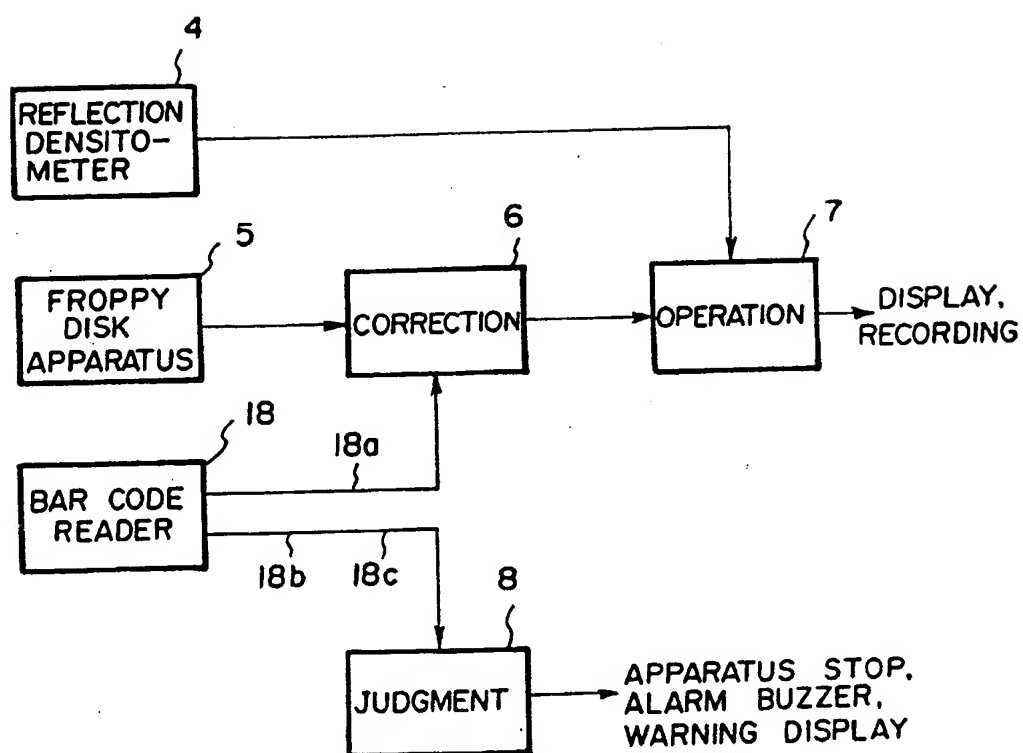 4
REFLECTION
DENSITO-
METER
5
FROPPY
DISK
APPARATUS
6
CORRECTION
7
OPERATION
DISPLAY,
RECORDING
18
BAR CODE
READER
18a
18b
18c
8
JUDGMENT
APPARATUS STOP,
ALARM BUZZER,
WARNING DISPLAY